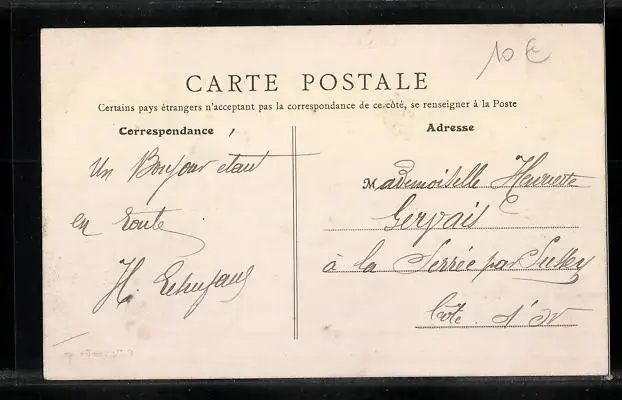 10 €
CARTE POSTALE
Certains pays étrangers n'acceptant pas la correspondance de ce côté, se renseigner à la Poste
Correspondance
Adresse
Un Bonjour étant
en Route
H.
Mademoiselle Henriette
Gervais
à la Serrée par
Côte d'Or